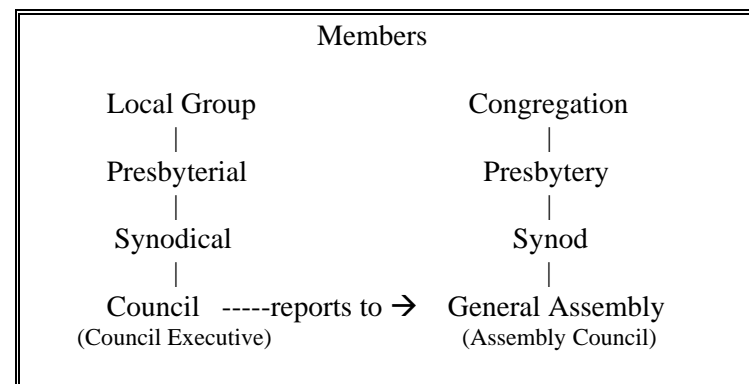 Members
Local Group Congregation
| |
Presbyterial Presbytery
| |
Synodical Synod
| |
Council -----reports to → General Assembly
(Council Executive) (Assembly Council)